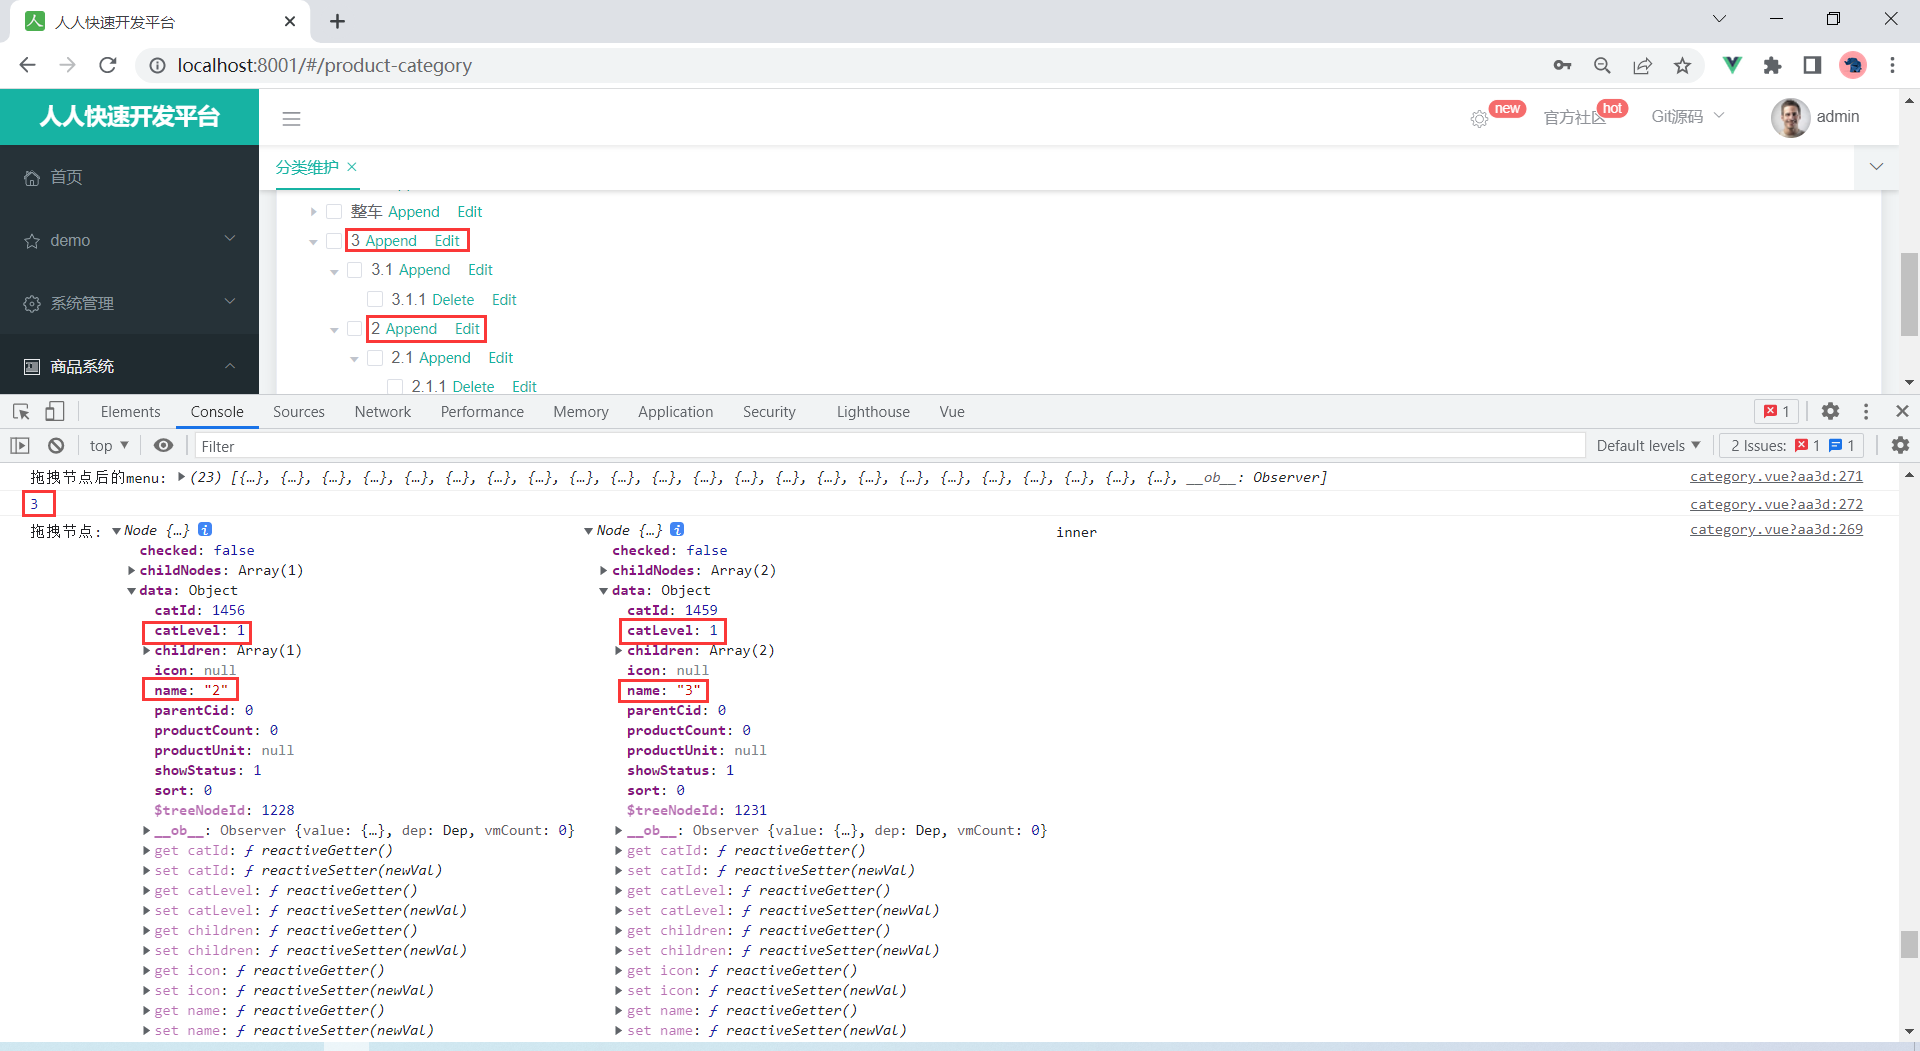 人人快速开发平台
localhost:8001/#/product-category
人人快速开发平台
new
官方社区
hot
Git源码
admin
首页
demo
系统管理
商品系统
分类维护
整车 Append Edit
3 Append Edit
3.1 Append Edit
3.1.1 Delete Edit
2 Append Edit
2.1 Append Edit
2.1.1 Delete Edit
Elements Console Sources Network Performance Memory Application Security Lighthouse Vue
1
top
Filter
Default levels
2 Issues: 1 1
拖拽节点后的menu: (23) [{…}, {…}, {…}, {…}, {…}, {…}, {…}, {…}, {…}, {…}, {…}, {…}, {…}, {…}, {…}, {…}, {…}, {…}, {…}, {…}, {…}, {…}, {…}, __ob__: Observer] category.vue?aa3d:271
3 category.vue?aa3d:272
拖拽节点: Node {…} Node {…} inner category.vue?aa3d:269
checked: false checked: false
childNodes: Array(1) childNodes: Array(2)
data: Object data: Object
catId: 1456 catId: 1459
catLevel: 1 catLevel: 1
children: Array(1) children: Array(2)
icon: null icon: null
name: "2" name: "3"
parentCid: 0 parentCid: 0
productCount: 0 productCount: 0
productUnit: null productUnit: null
showStatus: 1 showStatus: 1
sort: 0 sort: 0
$treeNodeId: 1228 $treeNodeId: 1231
__ob__: Observer {value: {…}, dep: Dep, vmCount: 0} __ob__: Observer {value: {…}, dep: Dep, vmCount: 0}
get catId: ƒ reactiveGetter() get catId: ƒ reactiveGetter()
set catId: ƒ reactiveSetter(newVal) set catId: ƒ reactiveSetter(newVal)
get catLevel: ƒ reactiveGetter() get catLevel: ƒ reactiveGetter()
set catLevel: ƒ reactiveSetter(newVal) set catLevel: ƒ reactiveSetter(newVal)
get children: ƒ reactiveGetter() get children: ƒ reactiveGetter()
set children: ƒ reactiveSetter(newVal) set children: ƒ reactiveSetter(newVal)
get icon: ƒ reactiveGetter() get icon: ƒ reactiveGetter()
set icon: ƒ reactiveSetter(newVal) set icon: ƒ reactiveSetter(newVal)
get name: ƒ reactiveGetter() get name: ƒ reactiveGetter()
set name: ƒ reactiveSetter(newVal) set name: ƒ reactiveSetter(newVal)